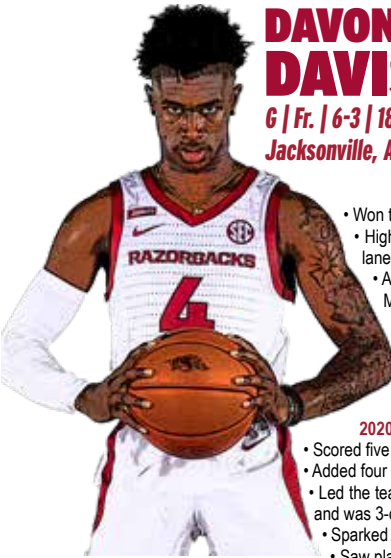 DAVON
DAVI
G | Fr. | 6-3 | 18
Jacksonville, A
• Won t
• High
lane
• A
M
SEC
RAZORBACKS
4
2020
• Scored five
• Added four
• Led the tea
and was 3-
• Sparked
• Saw pla